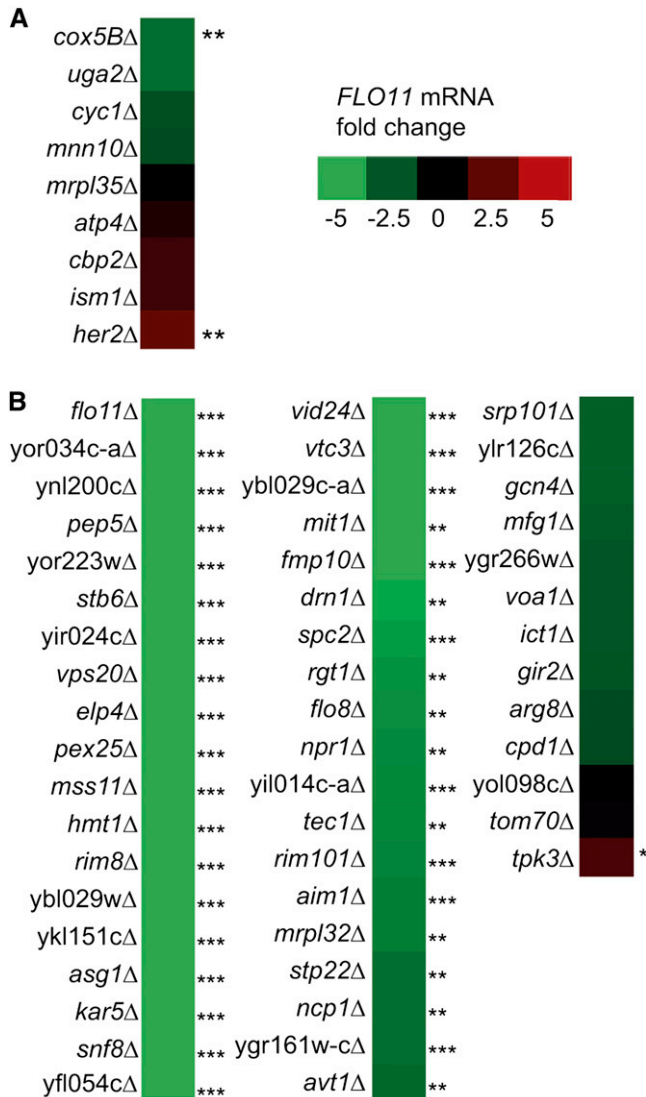 A
cox5BΔ **
uga2Δ
cyc1Δ
mnn10Δ
mrpl35Δ
atp4Δ
cbp2Δ
ism1Δ
her2Δ **
FLO11 mRNA
fold change
-5 -2.5 0 2.5 5
B
flo11Δ ***
yor034c-aΔ ***
ynl200cΔ ***
pep5Δ ***
yor223wΔ ***
stb6Δ ***
yir024cΔ ***
vps20Δ ***
elp4Δ ***
pex25Δ ***
mss11Δ ***
hmt1Δ ***
rim8Δ ***
ybl029wΔ ***
ykl151cΔ ***
asg1Δ ***
kar5Δ ***
snf8Δ ***
yfl054cΔ ***
vid24Δ ***
vtc3Δ ***
ybl029c-aΔ ***
mit1Δ **
fmp10Δ ***
drn1Δ **
spc2Δ ***
rgt1Δ **
flo8Δ **
npr1Δ **
yil014c-aΔ ***
tec1Δ **
rim101Δ ***
aim1Δ ***
mrpl32Δ **
stp22Δ **
ncp1Δ **
ygr161w-cΔ ***
avt1Δ **
srp101Δ
ylr126cΔ
gcn4Δ
mfg1Δ
ygr266wΔ
voa1Δ
ict1Δ
gir2Δ
arg8Δ
cpd1Δ
yol098cΔ
tom70Δ
tpk3Δ *